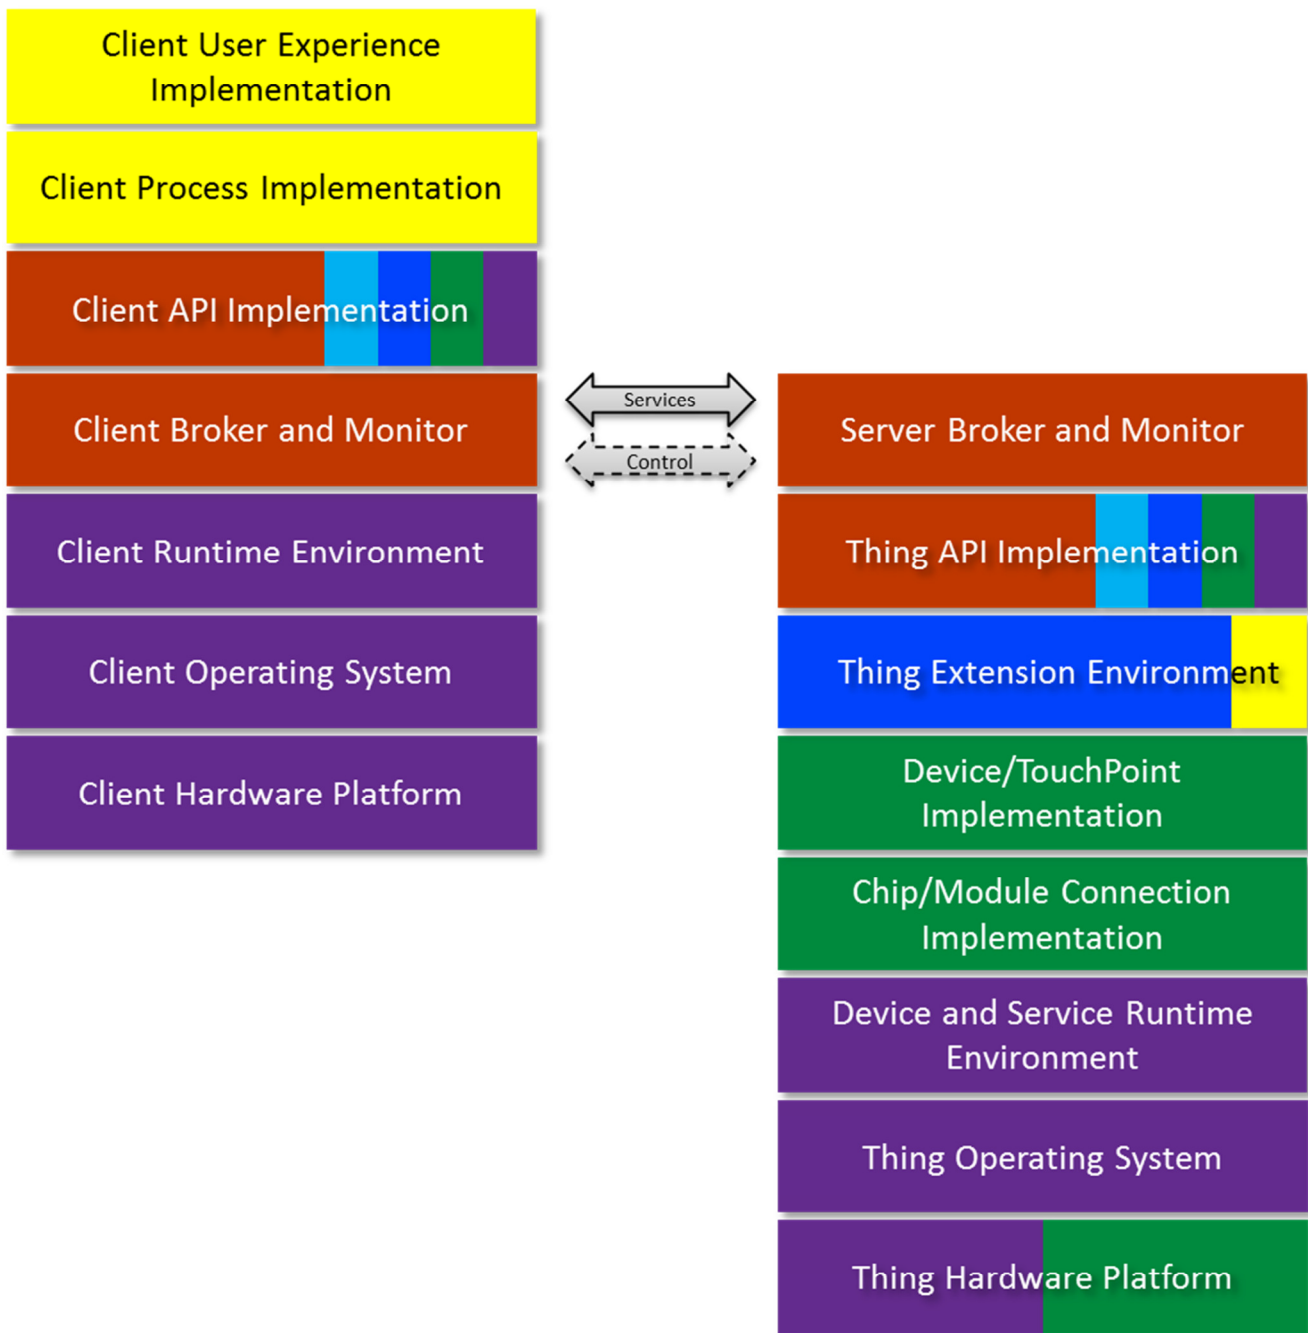 Client User Experience
Implementation
Client Process Implementation
Client API Implementation
Client Broker and Monitor
Client Runtime Environment
Client Operating System
Client Hardware Platform
Services
Control
Server Broker and Monitor
Thing API Implementation
Thing Extension Environment
Device/TouchPoint
Implementation
Chip/Module Connection
Implementation
Device and Service Runtime
Environment
Thing Operating System
Thing Hardware Platform